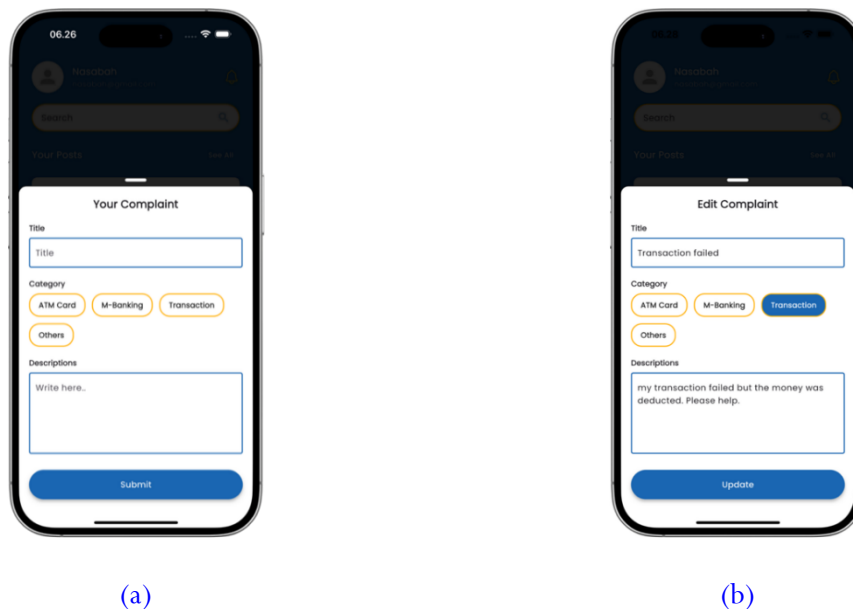 06.26
Nasabah
Search
Your Posts
See All
Your Complaint
Title
Title
Category
ATM Card
M-Banking
Transaction
Others
Descriptions
Write here..
Submit
(a)
06.26
Nasabah
Search
Your Posts
See All
Edit Complaint
Title
Transaction failed
Category
ATM Card
M-Banking
Transaction
Others
Descriptions
my transaction failed but the money was
deducted. Please help.
Update
(b)